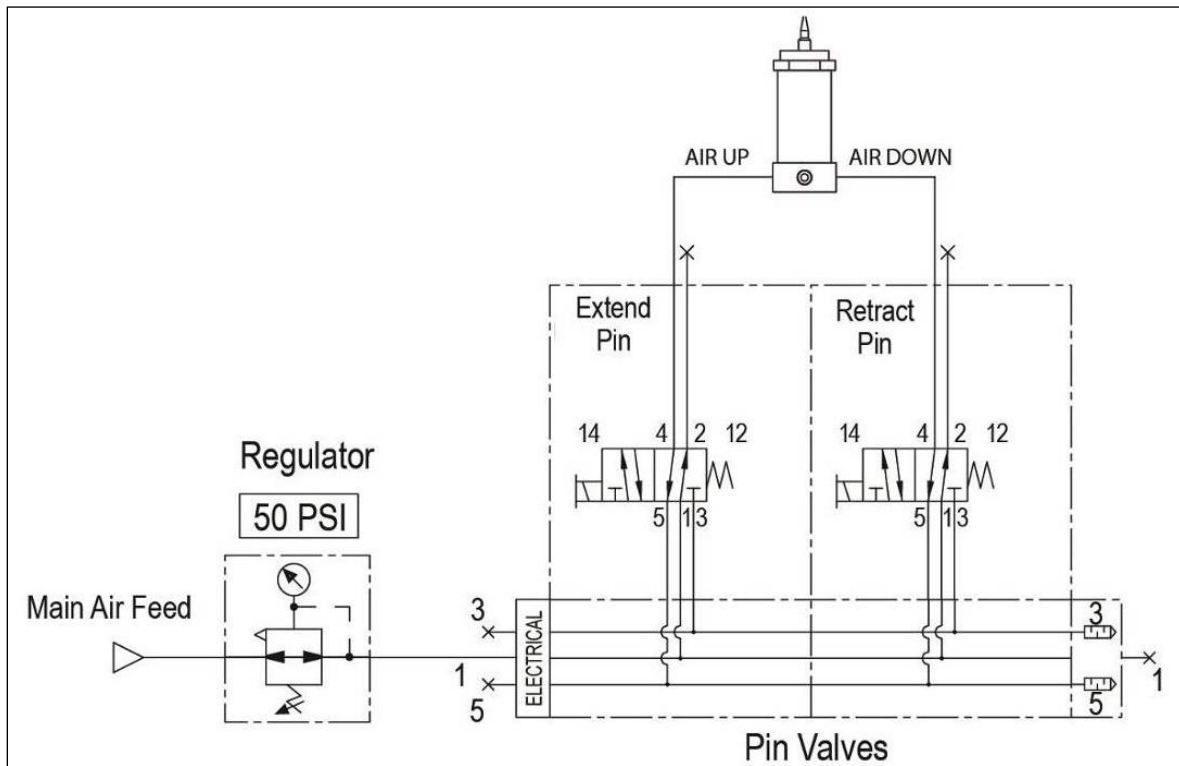 AIR UP
AIR DOWN
Extend
Pin
Retract
Pin
14 4 2 12
14 4 2 12
5 1 3
5 1 3
Regulator
50 PSI
Main Air Feed
3
1
5
ELECTRICAL
3
5
1
Pin Valves